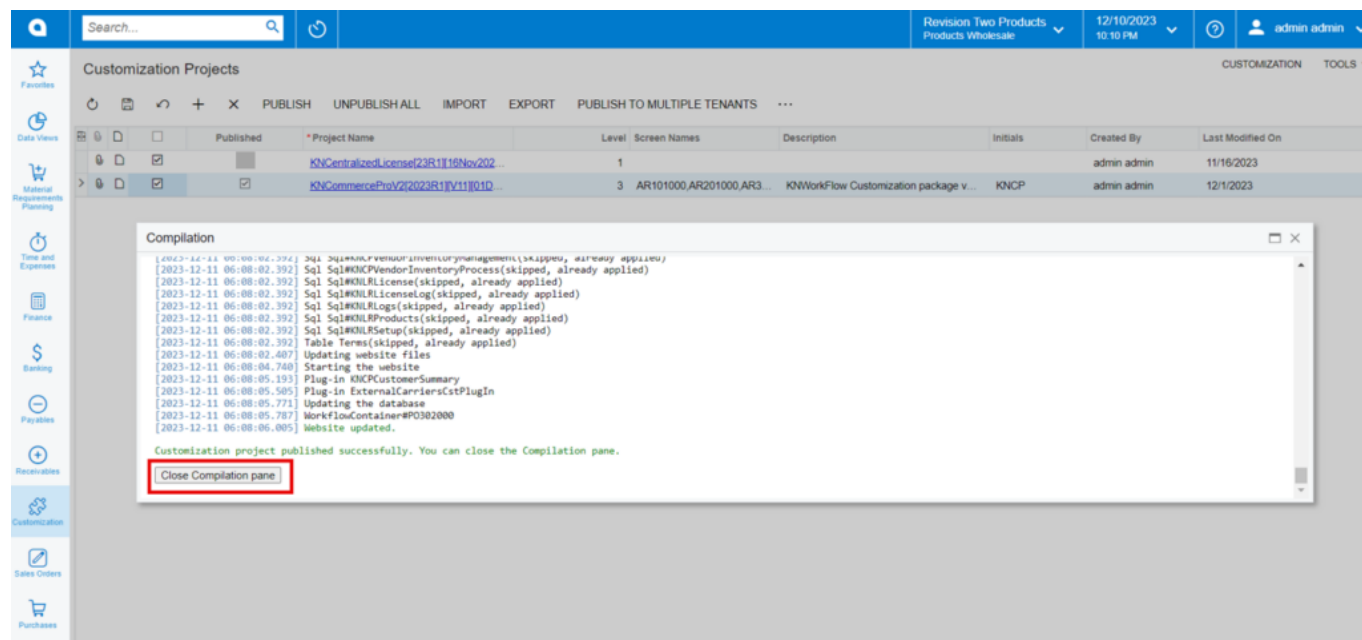 Search...
Revision Two Products
Products Wholesale
12/10/2023
10:10 PM
admin admin
Favorites
Data Views
Material
Requirements
Planning
Time and
Expenses
Finance
Banking
Payables
Receivables
Customization
Sales Orders
Purchases
Customization Projects
CUSTOMIZATION TOOLS
PUBLISH UNPUBLISH ALL IMPORT EXPORT PUBLISH TO MULTIPLE TENANTS ...
Published *Project Name Level Screen Names Description Initials Created By Last Modified On
KNCentralizedLicense[23R1][16Nov202... 1 admin admin 11/16/2023
KNCommerceProV2[2023R1][V11][01D... 3 AR101000,AR201000,AR3... KNWorkFlow Customization package v... KNCP admin admin 12/1/2023
Compilation
[2023-12-11 06:08:02.392] Sql Sql#KNCPVendorInventoryManagement(skipped, already applied)
[2023-12-11 06:08:02.392] Sql Sql#KNCPVendorInventoryProcess(skipped, already applied)
[2023-12-11 06:08:02.392] Sql Sql#KNLRLicense(skipped, already applied)
[2023-12-11 06:08:02.392] Sql Sql#KNLRLicenseLog(skipped, already applied)
[2023-12-11 06:08:02.392] Sql Sql#KNLRLogs(skipped, already applied)
[2023-12-11 06:08:02.392] Sql Sql#KNLRProducts(skipped, already applied)
[2023-12-11 06:08:02.392] Sql Sql#KNLRSetup(skipped, already applied)
[2023-12-11 06:08:02.392] Table Terms(skipped, already applied)
[2023-12-11 06:08:02.407] Updating website files
[2023-12-11 06:08:04.740] Starting the website
[2023-12-11 06:08:05.193] Plug-in KNCPCustomerSummary
[2023-12-11 06:08:05.505] Plug-in ExternalCarriersCstPlugIn
[2023-12-11 06:08:05.771] Updating the database
[2023-12-11 06:08:05.787] WorkflowContainer#PO302000
[2023-12-11 06:08:06.005] Website updated.
Customization project published successfully. You can close the Compilation pane.
Close Compilation pane